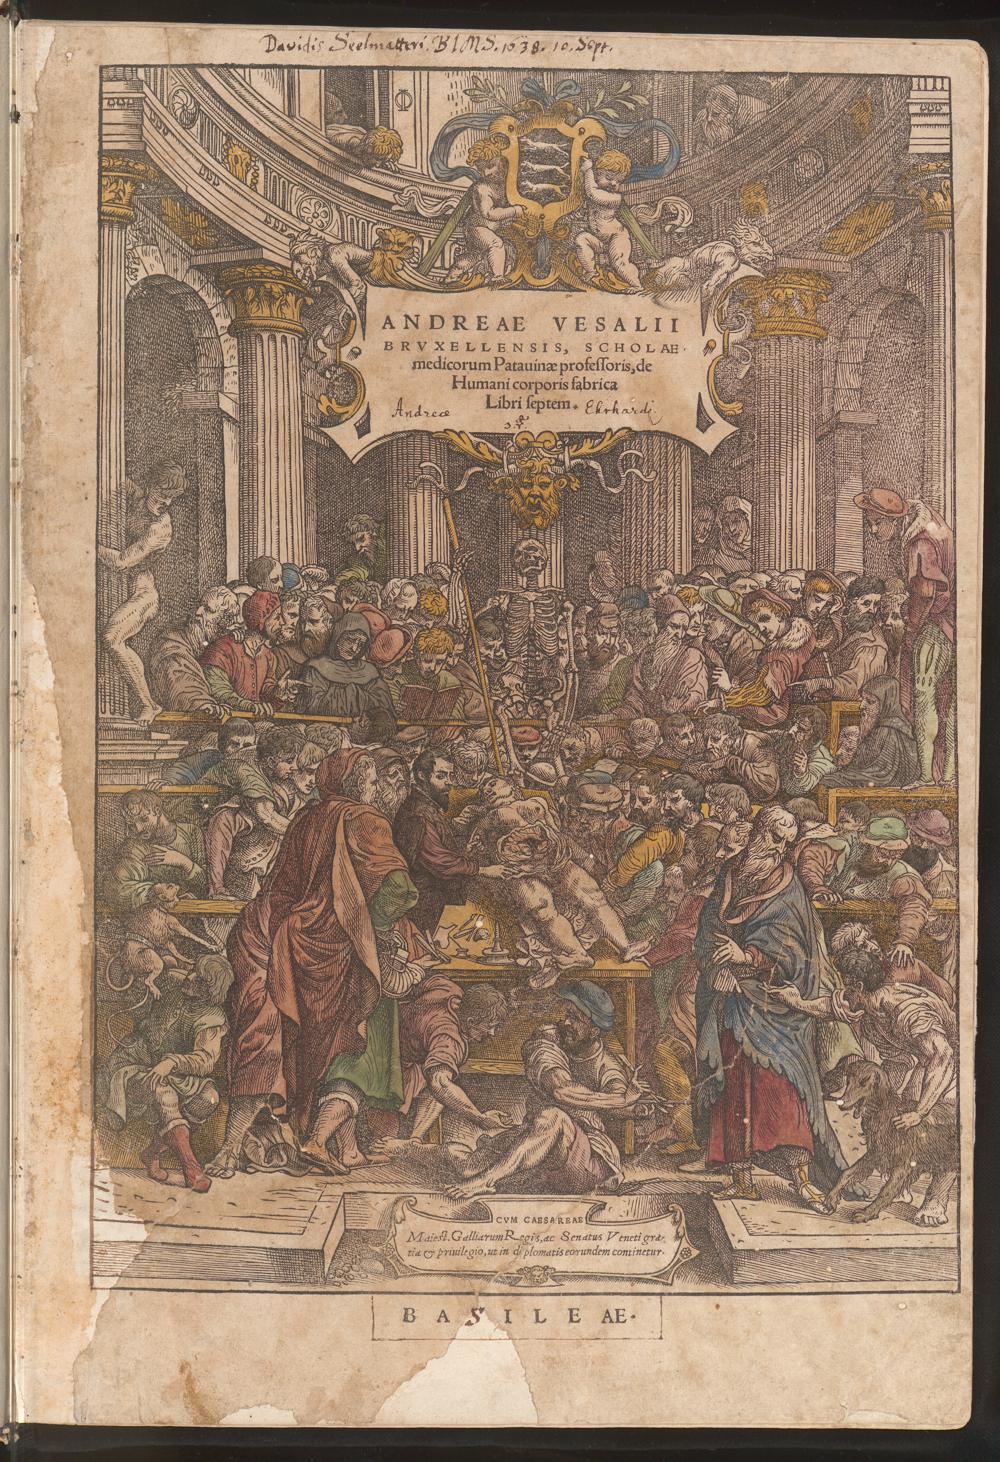 Davidis Seelmatteri. B I M S. 1638. 10. Sept.
ANDREAE VESALII
BRVXELLENSIS, SCHOLAE
medicorum Patauinæ professoris, de
Humani corporis fabrica
Libri septem.
Andreæ Ekhardi
CVM CAESAREAE
Maiest. Galliarum Regis, ac Senatus Veneti gra-
tia & priuilegio, ut in diplomatis eorundem continetur.
BASILEAE.